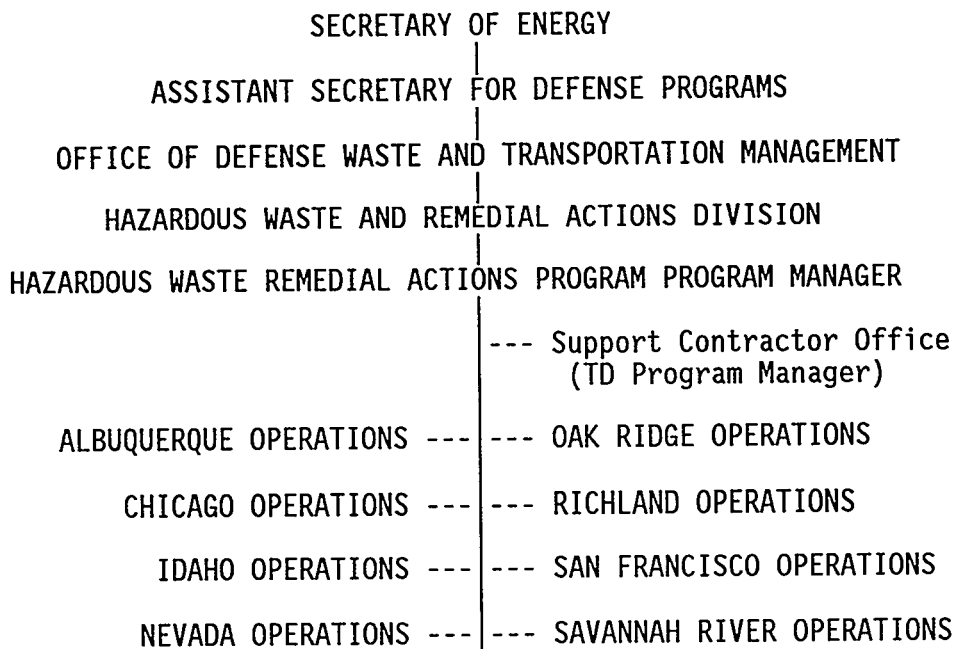 SECRETARY OF ENERGY
ASSISTANT SECRETARY FOR DEFENSE PROGRAMS
OFFICE OF DEFENSE WASTE AND TRANSPORTATION MANAGEMENT
HAZARDOUS WASTE AND REMEDIAL ACTIONS DIVISION
HAZARDOUS WASTE REMEDIAL ACTIONS PROGRAM PROGRAM MANAGER
--- Support Contractor Office
(TD Program Manager)
ALBUQUERQUE OPERATIONS --- --- OAK RIDGE OPERATIONS
CHICAGO OPERATIONS --- --- RICHLAND OPERATIONS
IDAHO OPERATIONS --- --- SAN FRANCISCO OPERATIONS
NEVADA OPERATIONS --- --- SAVANNAH RIVER OPERATIONS